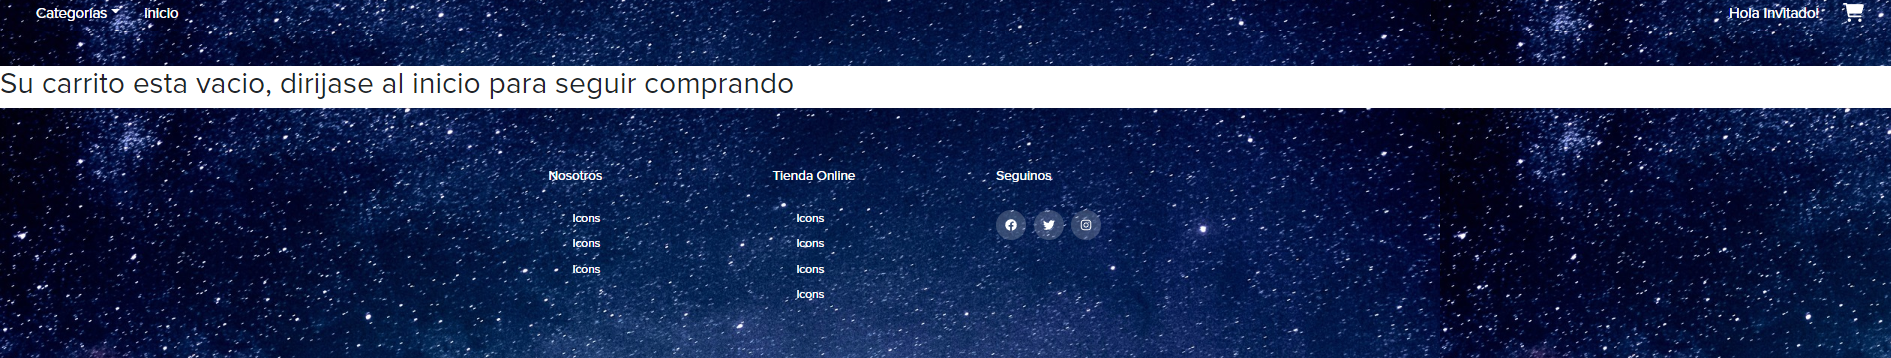 Categorias
Inicio
Hola Invitado!
Su carrito esta vacio, dirijase al inicio para seguir comprando
Nosotros
Icons
Icons
Icons
Tienda Online
Icons
Icons
Icons
Icons
Seguinos